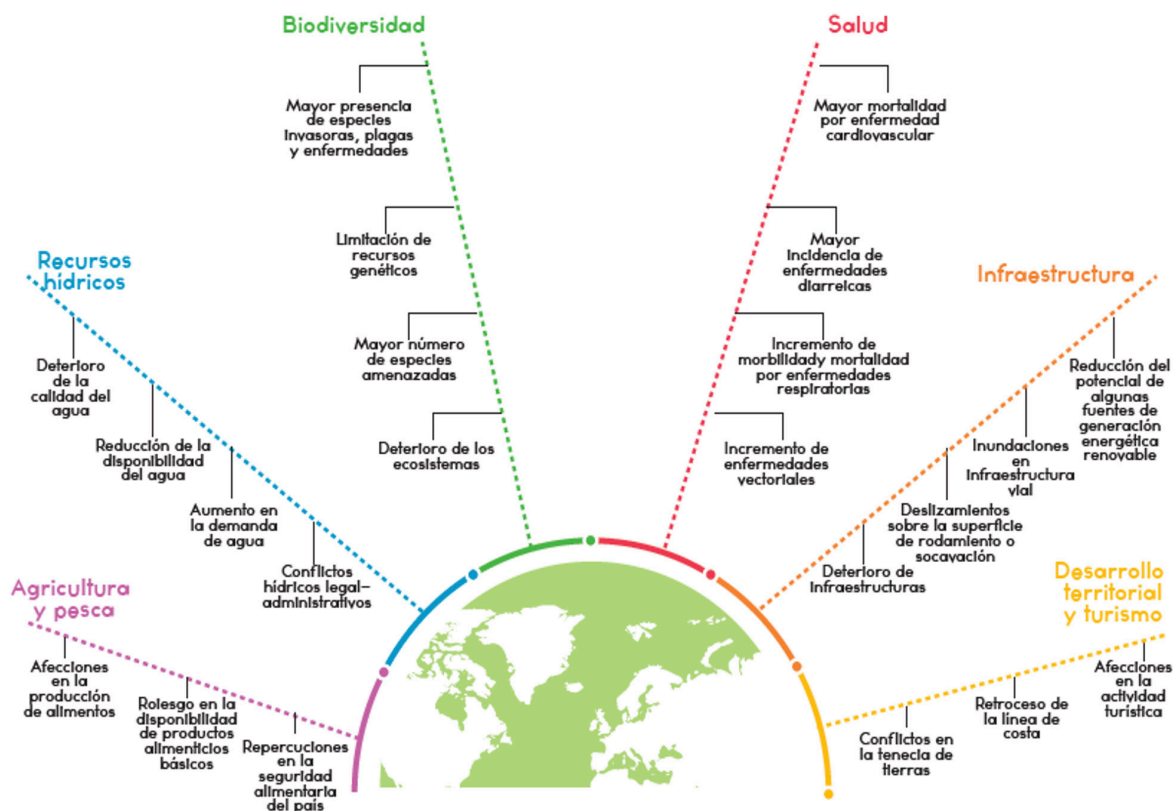 Biodiversidad
Mayor presencia
de especies
invasoras, plagas
y enfermedades
Limitación de
recursos
genéticos
Mayor número
de especies
amenazadas
Deterioro de los
ecosistemas
Salud
Mayor mortalidad
por enfermedad
cardiovascular
Mayor
incidencia de
enfermedades
diarreicas
Incremento de
morbilidady mortalidad
por enfermedades
respiratorias
Incremento de
enfermedades
vectoriales
Recursos
hídricos
Deterioro
de la
calidad del
agua
Reducción de la
disponibilidad
del agua
Aumento en
la demanda
de agua
Conflictos
hídricos legal-
administrativos
Infraestructura
Reducción del
potencial de
algunas
fuentes de
generación
energética
renovable
Inundaciones
en
infraestructura
vial
Deslizamientos
sobre la superficie
de rodamiento o
socavación
Deterioro de
infraestructuras
Agricultura
y pesca
Afecciones
en la
producción
de alimentos
Roiesgo en la
disponibilidad
de productos
alimenticios
básicos
Repercuciones
en la
seguridad
alimentaria
del país
Desarrollo
territorial
y turismo
Afecciones
en la
actividad
turística
Retroceso de
la línea de
costa
Conflictos en
la tenecia de
tierras